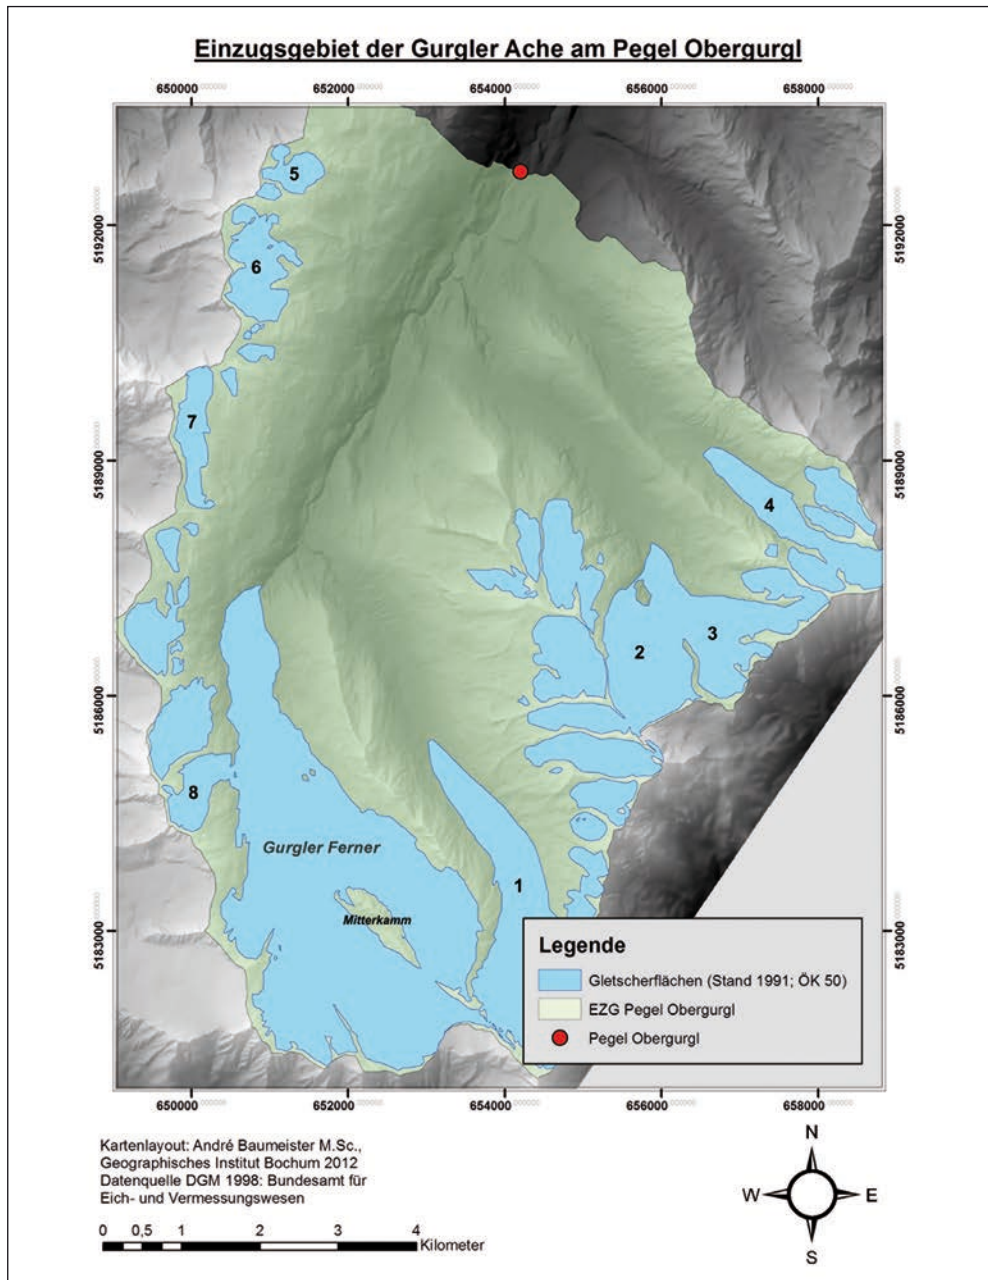 Einzugsgebiet der Gurgler Ache am Pegel Obergurgl
650000 652000 654000 656000 658000
5192000 5192000
5189000 5189000
5186000 5186000
5183000 5183000
5
6
7
4
3
2
8
Gurgler Ferner
1
Mitterkamm
Legende
Gletscherflächen (Stand 1991; ÖK 50)
EZG Pegel Obergurgl
Pegel Obergurgl
650000 652000 654000 656000 658000
Kartenlayout: André Baumeister M.Sc.,
Geographisches Institut Bochum 2012
Datenquelle DGM 1998: Bundesamt für
Eich- und Vermessungswesen
0 0,5 1 2 3 4
Kilometer
N
W E
S